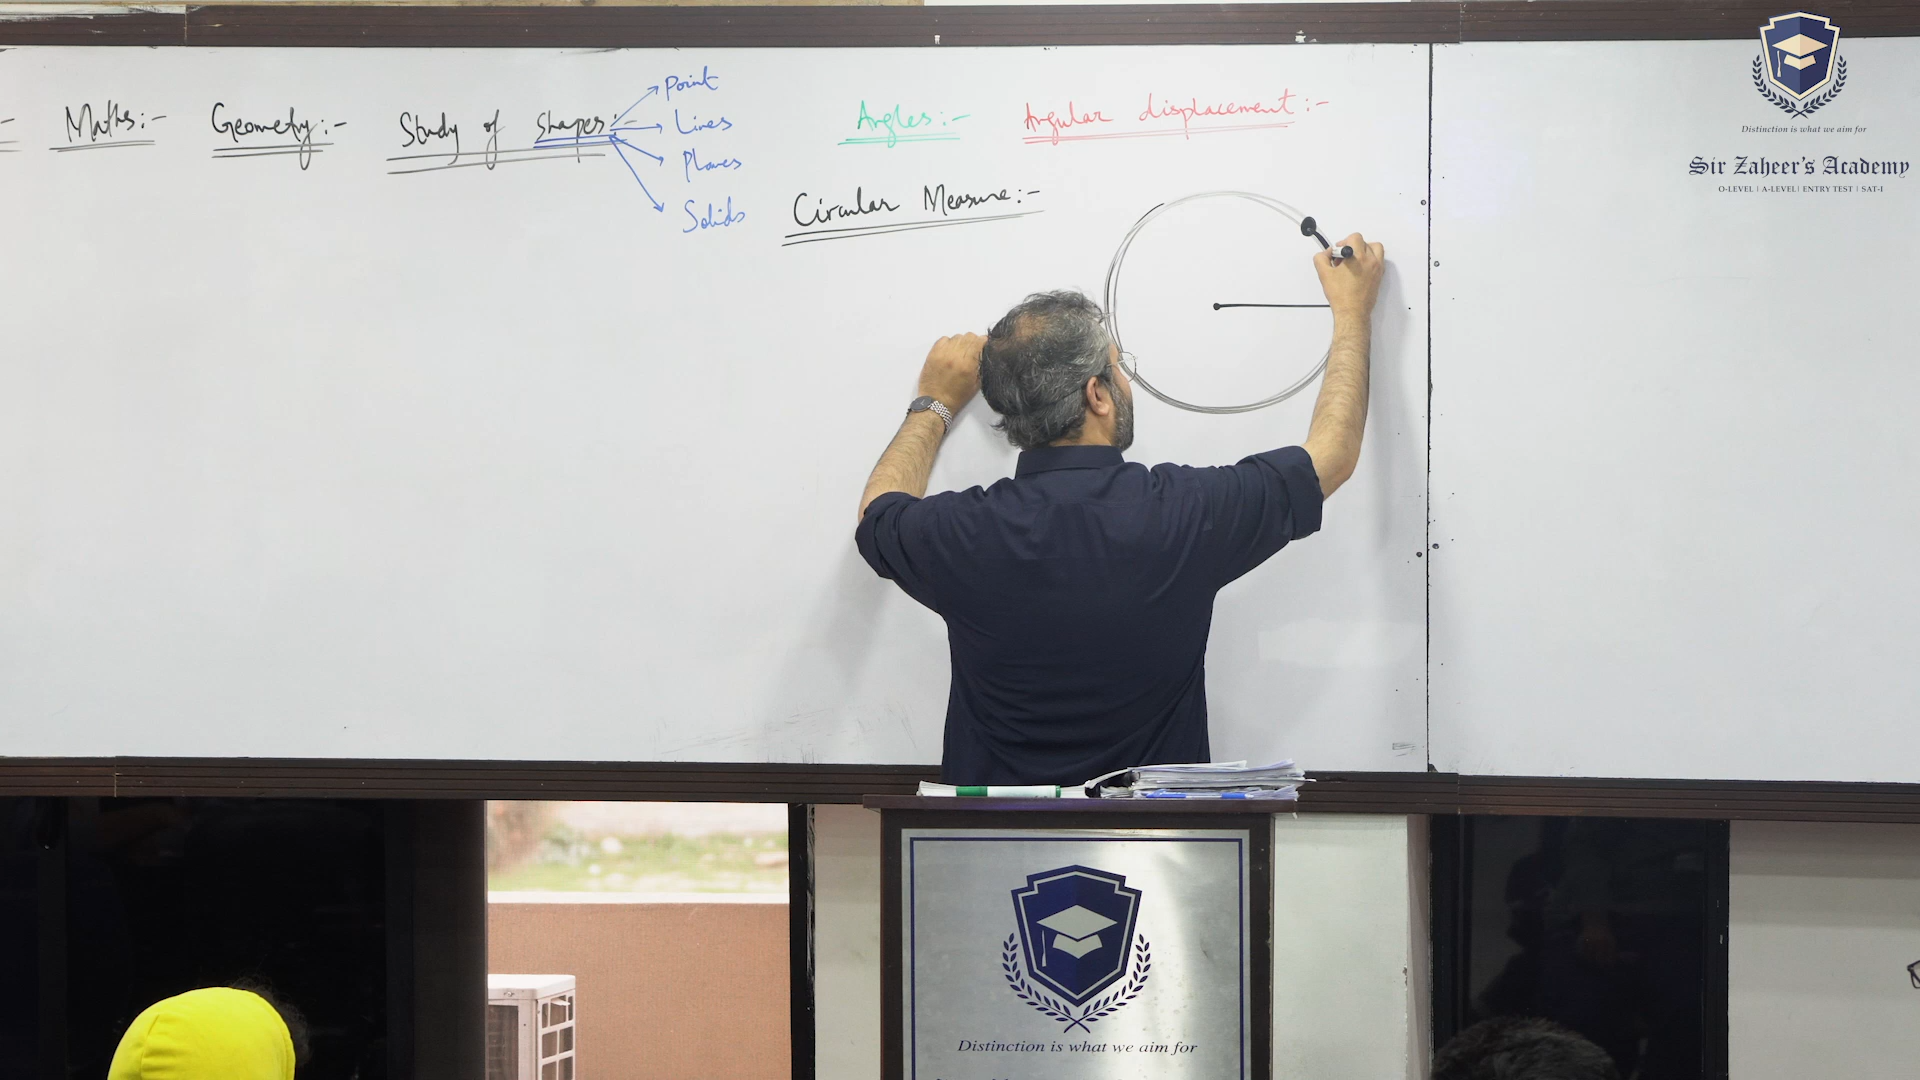 Maths:- Geometry:- Study of Shapes:-
Point
Lines
Planes
Solids
Angles:- Angular displacement:-
Circular Measure:-
Distinction is what we aim for
Sir Zaheer's Academy
O-LEVEL | A-LEVEL | ENTRY TEST | SAT-I
Distinction is what we aim for